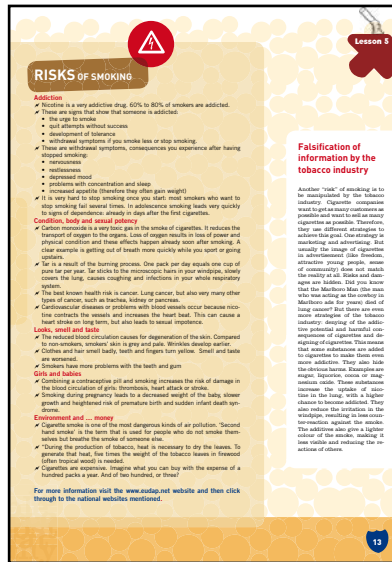 Lesson 5
RISKS OF SMOKING
Addiction
Nicotine is a very addictive drug. 60% to 80% of smokers are addicted.
These are signs that show that someone is addicted:
• the urge to smoke
• quit attempts without success
• development of tolerance
• withdrawal symptoms if you smoke less or stop smoking.
These are withdrawal symptoms, consequences you experience after having
stopped smoking:
• nervousness
• restlessness
• depressed mood
• problems with concentration and sleep
• increased appetite (therefore they often gain weight)
It is very hard to stop smoking once you start: most smokers who want to
stop smoking fail several times. In adolescence smoking leads very quickly
to signs of dependence: already in days after the first cigarettes.
Condition, body and sexual potency
Carbon monoxide is a very toxic gas in the smoke of cigarettes. It reduces the
transport of oxygen to the organs. Loss of oxygen results in loss of power and
physical condition and these effects happen already soon after smoking. A
clear example is getting out of breath more quickly while you sport or going
upstairs.
Tar is a result of the burning process. One pack per day equals one cup of
pure tar per year. Tar sticks to the microscopic hairs in your windpipe, slowly
covers the lung, causes coughing and infections in your whole respiratory
system.
The best known health risk is cancer. Lung cancer, but also very many other
types of cancer, such as trachea, kidney or pancreas.
Cardiovascular diseases or problems with blood vessels occur because nico-
tine contracts the vessels and increases the heart beat. This can cause a
heart stroke on long term, but also leads to sexual impotence.
Looks, smell and taste
The reduced blood circulation causes for degeneration of the skin. Compared
to non-smokers, smokers' skin is grey and pale. Wrinkles develop earlier.
Clothes and hair smell badly, teeth and fingers turn yellow. Smell and taste
are worsened.
Smokers have more problems with the teeth and gum
Girls and babies
Combining a contraceptive pill and smoking increases the risk of damage in
the blood circulation of girls: thrombosis, heart attack or stroke.
Smoking during pregnancy leads to a decreased weight of the baby, slower
growth and heightened risk of premature birth and sudden infant death syn-
drome.
Environment and ... money
Cigarette smoke is one of the most dangerous kinds of air pollution. 'Second
hand smoke' is the term that is used for people who do not smoke them-
selves but breathe the smoke of someone else.
"During the production of tobacco, heat is necessary to dry the leaves. To
generate that heat, five times the weight of the tobacco leaves in firewood
(often tropical wood) is needed.
Cigarettes are expensive. Imagine what you can buy with the expense of a
hundred packs a year. And of two hundred, or three?
For more information visit the www.eudap.net website and then click
through to the national websites mentioned.
Falsification of
information by the
tobacco industry
Another "risk" of smoking is to
be manipulated by the tobacco
industry. Cigarette companies
want to get as many customers as
possible and want to sell as many
cigarettes as possible. Therefore,
they use different strategies to
achieve this goal. One strategy is
marketing and advertising. But
usually the image of cigarettes
in advertisement (like freedom,
attractive young people, sense
of community) does not match
the reality at all. Risks and dam-
ages are hidden. Did you know
that the Marlboro Man (the man
who was acting as the cowboy in
Marlboro ads for years) died of
lung cancer? But there are even
more strategies of the tobacco
industry: denying of the addic-
tive potential and harmful con-
sequences of cigarettes and de-
signing of cigarettes. This means
that some substances are added
to cigarettes to make them even
more addictive. They also hide
the obvious harms. Examples are
sugar, liquorice, cocoa or mag-
nesium oxide. These substances
increase the uptake of nico-
tine in the lung, with a higher
chance to become addicted. They
also reduce the irritation in the
windpipe, resulting in less coun-
ter-reaction against the smoke.
The additives also give a lighter
colour of the smoke, making it
less visible and reducing the re-
actions of others.
13